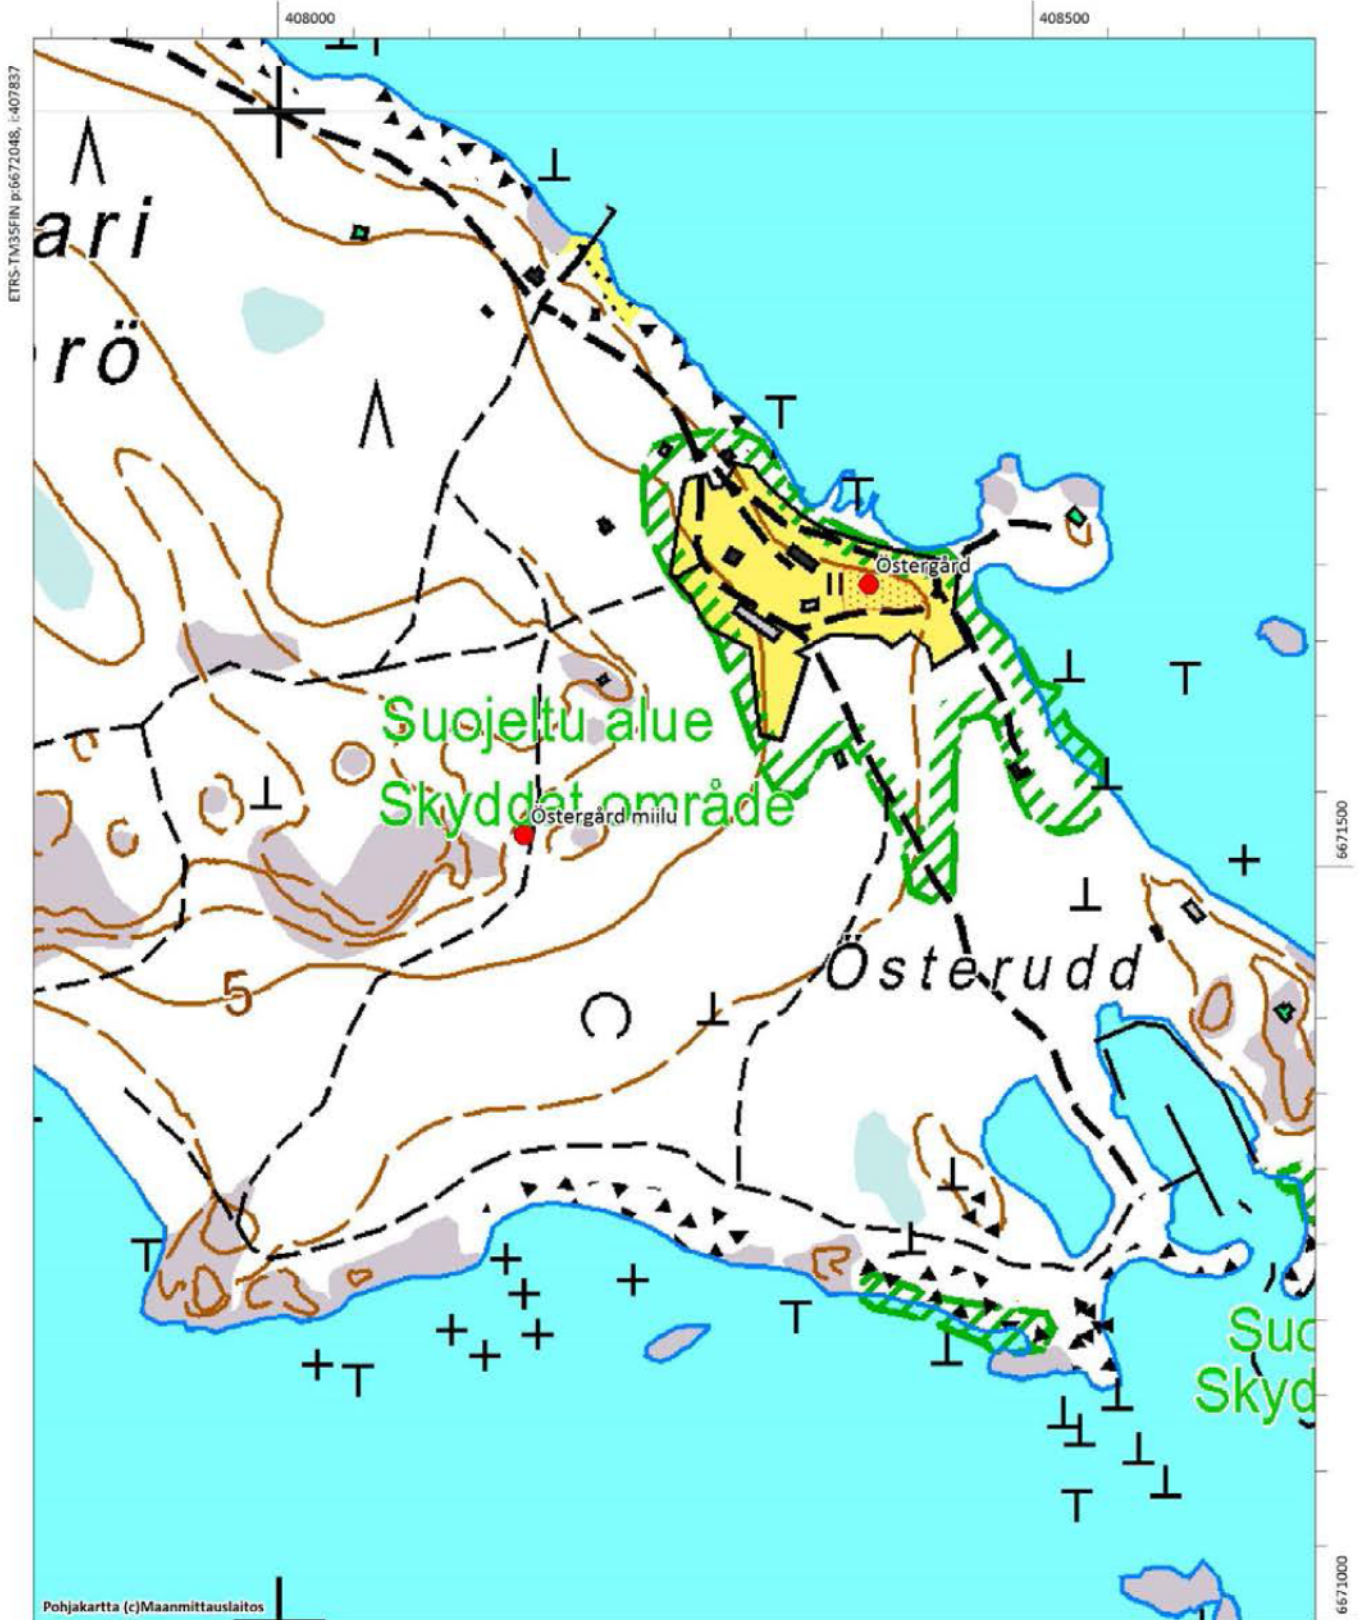 408000
408500
ETRS-TM35FIN p:6672048, i:407837
ari
rö
Östergård
Suojeltu alue
Skyddat område
Östergård miilu
6671500
Österudd
5
Suo
Skyd
6671000
Pohjakartta (c)Maanmittauslaitos